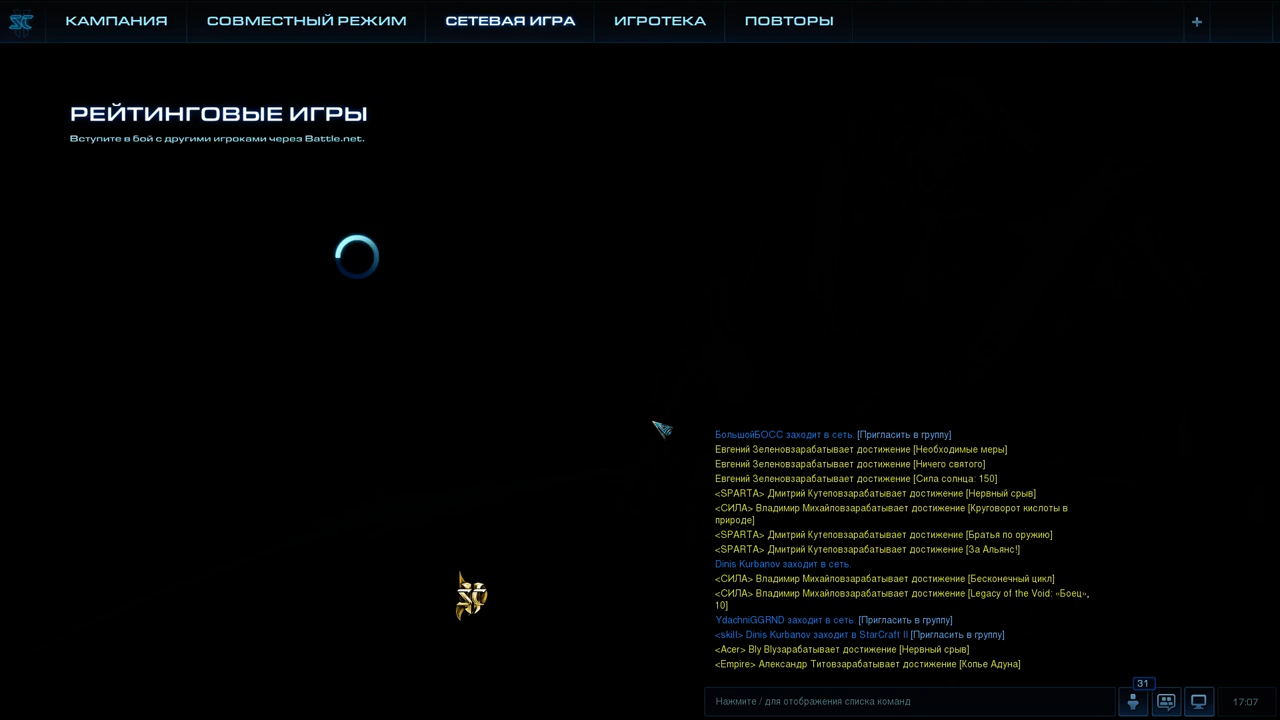 КАМПАНИЯ
СОВМЕСТНЫЙ РЕЖИМ
СЕТЕВАЯ ИГРА
ИГРОТЕКА
ПОВТОРЫ
+
РЕЙТИНГОВЫЕ ИГРЫ
Вступите в бой с другими игроками через Battle.net.
БольшойБОСС заходит в сеть. [Пригласить в группу]
Евгений Зеленовзарабатывает достижение [Необходимые меры]
Евгений Зеленовзарабатывает достижение [Ничего святого]
Евгений Зеленовзарабатывает достижение [Сила солнца: 150]
<SPARTA> Дмитрий Кутеповзарабатывает достижение [Нервный срыв]
<СИЛА> Владимир Михайловзарабатывает достижение [Круговорот кислоты в
природе]
<SPARTA> Дмитрий Кутеповзарабатывает достижение [Братья по оружию]
<SPARTA> Дмитрий Кутеповзарабатывает достижение [За Альянс!]
Dinis Kurbanov заходит в сеть.
<СИЛА> Владимир Михайловзарабатывает достижение [Бесконечный цикл]
<СИЛА> Владимир Михайловзарабатывает достижение [Legacy of the Void: «Боец»,
10]
YdachniGGRND заходит в сеть. [Пригласить в группу]
<skill> Dinis Kurbanov заходит в StarCraft II [Пригласить в группу]
<Acer> Bly Blyзарабатывает достижение [Нервный срыв]
<Empire> Александр Титовзарабатывает достижение [Копье Адуна]
31
Нажмите / для отображения списка команд
17:07